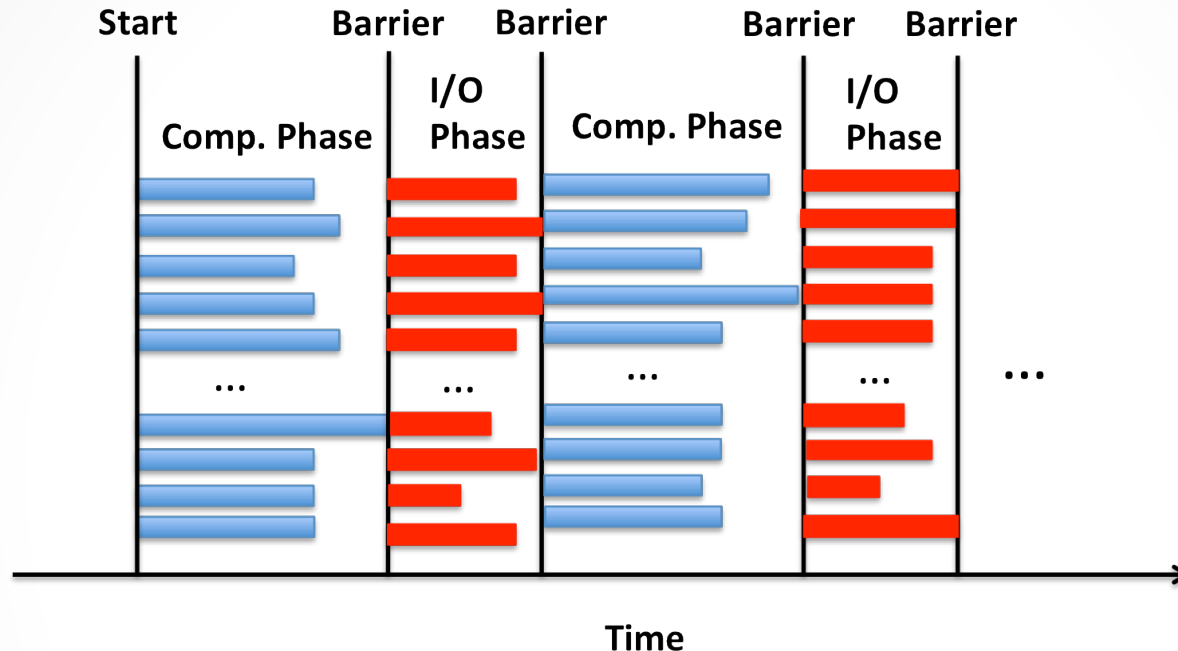 Start Barrier Barrier Barrier Barrier
I/O
Phase
Comp. Phase
Comp. Phase
I/O
Phase
...
...
...
...
...
Time